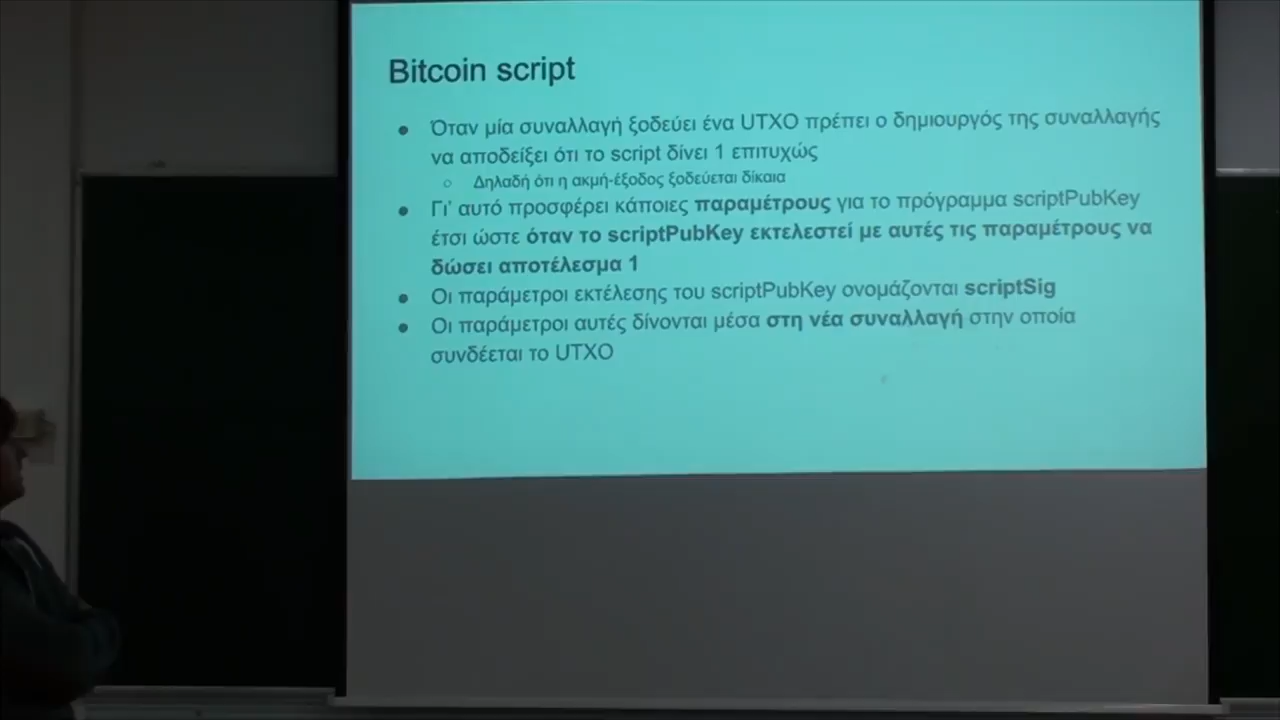 Bitcoin script
● Όταν μία συναλλαγή ξοδεύει ένα UTXO πρέπει ο δημιουργός της συναλλαγής
να αποδείξει ότι το script δίνει 1 επιτυχώς
○ Δηλαδή ότι η ακμή-έξοδος ξοδεύεται δίκαια
● Γι' αυτό προσφέρει κάποιες παραμέτρους για το πρόγραμμα scriptPubKey
έτσι ώστε όταν το scriptPubKey εκτελεστεί με αυτές τις παραμέτρους να
δώσει αποτέλεσμα 1
● Οι παράμετροι εκτέλεσης του scriptPubKey ονομάζονται scriptSig
● Οι παράμετροι αυτές δίνονται μέσα στη νέα συναλλαγή στην οποία
συνδέεται το UTXO